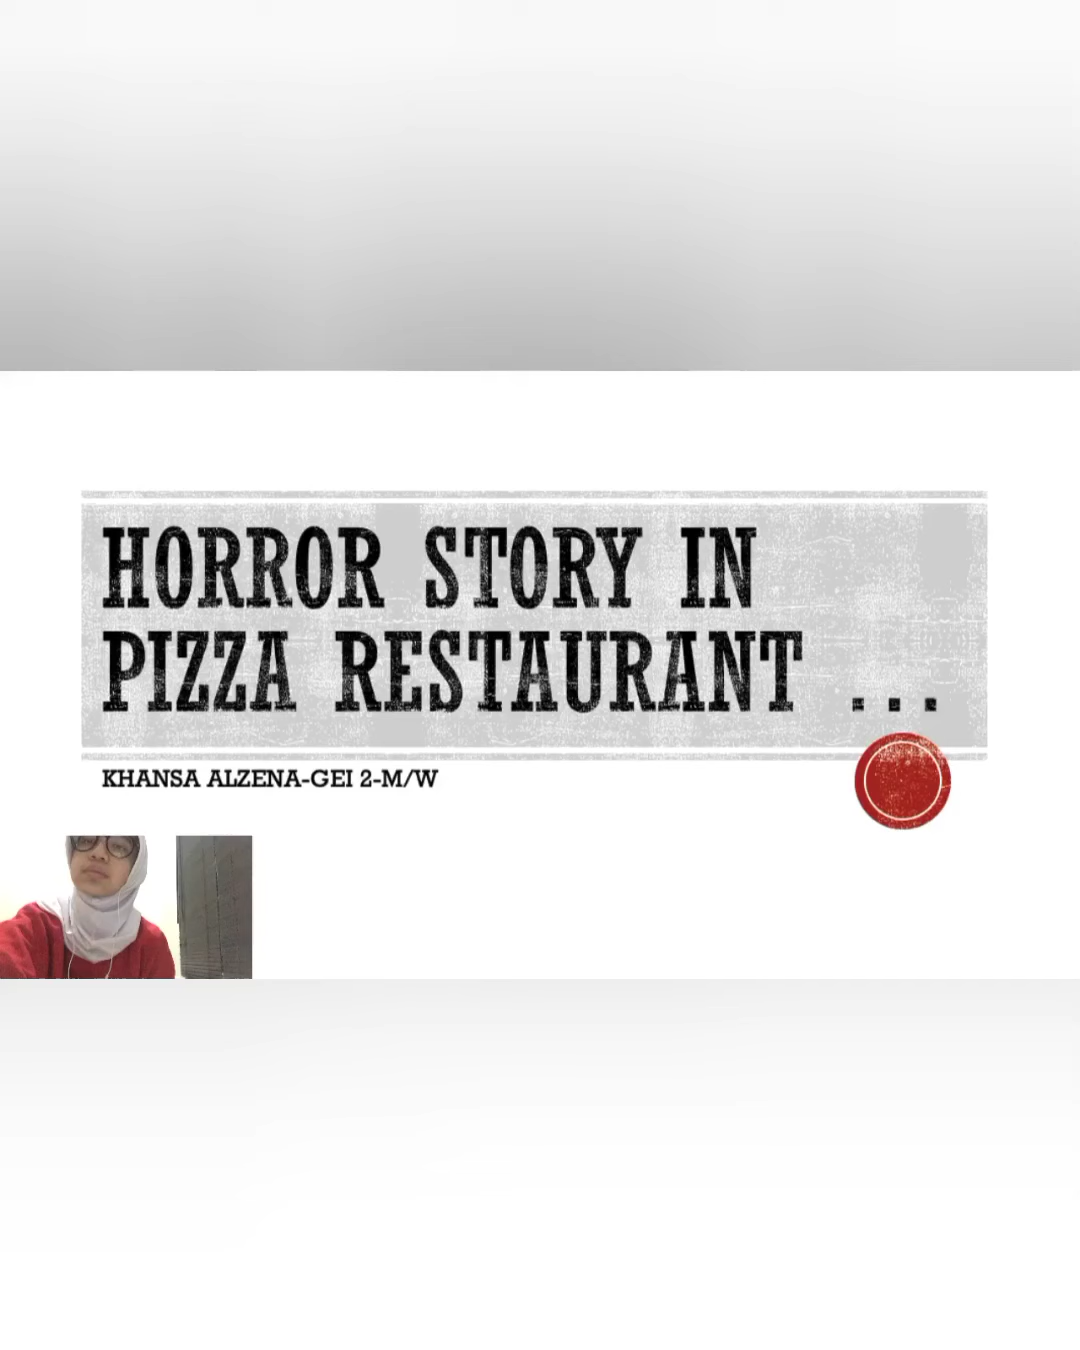 HORROR STORY IN
PIZZA RESTAURANT ...
KHANSA ALZENA-GEI 2-M/W